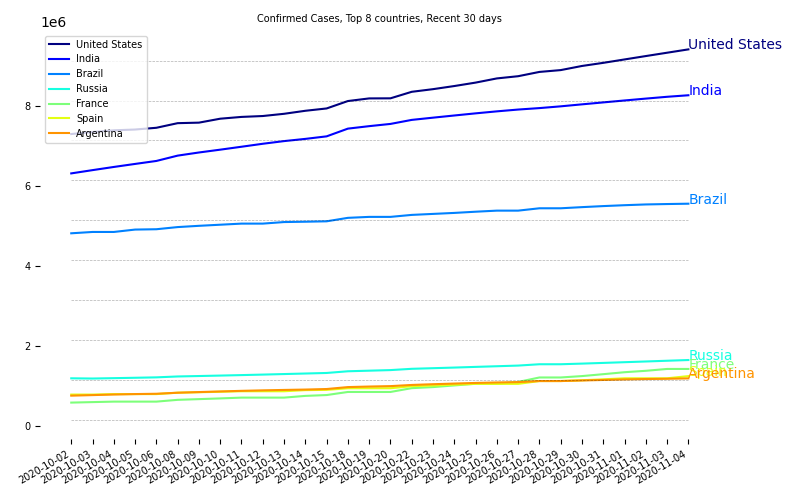 Confirmed Cases, Top 8 countries, Recent 30 days
1e6
United States
India
Brazil
Russia
France
Spain
Argentina
8
6
4
2
0
United States
India
Brazil
Russia
France
Argentina
2020-10-02
2020-10-03
2020-10-04
2020-10-05
2020-10-06
2020-10-08
2020-10-09
2020-10-10
2020-10-11
2020-10-12
2020-10-13
2020-10-14
2020-10-15
2020-10-18
2020-10-19
2020-10-20
2020-10-22
2020-10-23
2020-10-24
2020-10-25
2020-10-26
2020-10-27
2020-10-28
2020-10-29
2020-10-30
2020-10-31
2020-11-01
2020-11-02
2020-11-03
2020-11-04